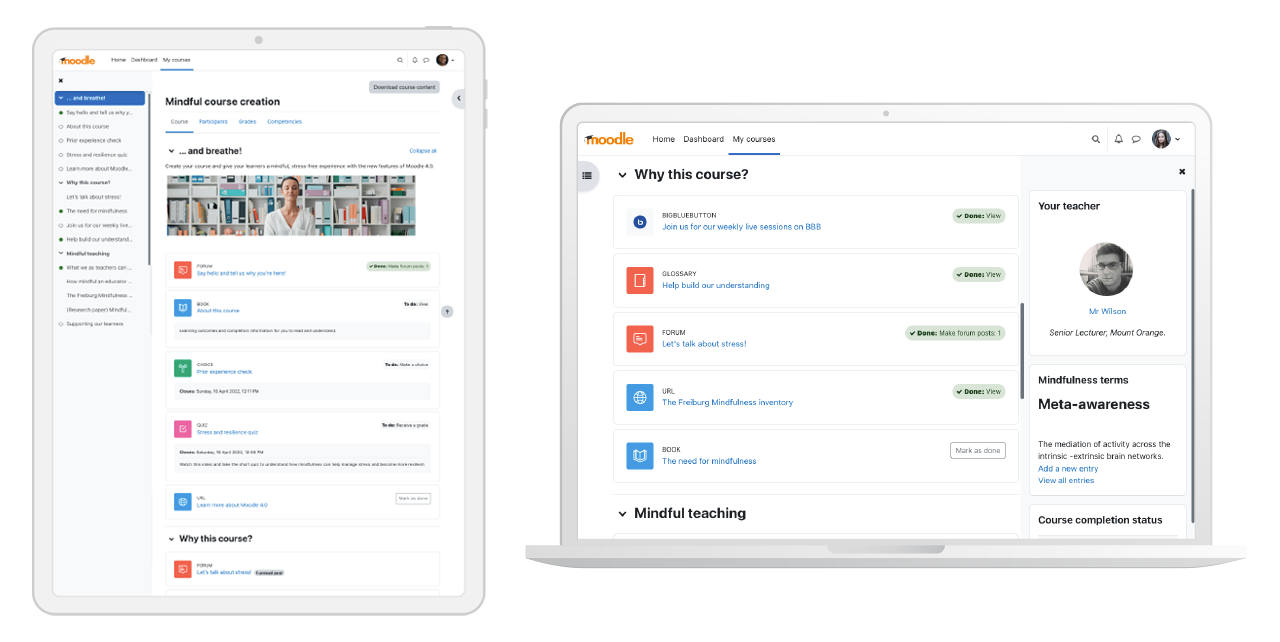 moodle
Home Dashboard My courses
... and breathe!
Say hello and tell us why y...
About this course
Prior experience check
Stress and resilience quiz
Learn more about Moodle...
Why this course?
Let's talk about stress!
The need for mindfulness
Join us for our weekly live...
Help build our understand...
Mindful teaching
What we as teachers can ...
How mindful an educator ...
The Freiburg Mindfulness ...
(Research paper) Mindful...
Supporting our learners
Download course content
Mindful course creation
Course Participants Grades Competencies
... and breathe!
Collapse all
Create your course and give your learners a mindful, stress-free experience with the new features of Moodle 4.0.
FORUM
Say hello and tell us why you're here!
Done: Make forum posts: 1
BOOK
About this course
To do: View
Learning outcomes and completion information for you to read and understand.
CHOICE
Prior experience check
To do: Make a choice
Closes: Sunday, 10 April 2022, 12:11 PM
QUIZ
Stress and resilience quiz
To do: Receive a grade
Watch this video and take the short quiz to understand how mindfulness can help manage stress and become more resilient.
URL
Learn more about Moodle 4.0
Mark as done
Why this course?
FORUM
Let's talk about stress!
moodle
Home Dashboard My courses
Why this course?
BIGBLUEBUTTON
Join us for our weekly live sessions on BBB
Done: View
GLOSSARY
Help build our understanding
Done: View
FORUM
Let's talk about stress!
Done: Make forum posts: 1
URL
The Freiburg Mindfulness inventory
Done: View
BOOK
The need for mindfulness
Mark as done
Mindful teaching
Your teacher
Mr Wilson
Senior Lecturer, Mount Orange.
Mindfulness terms
Meta-awareness
The mediation of activity across the
intrinsic -extrinsic brain networks.
Add a new entry
View all entries
Course completion status